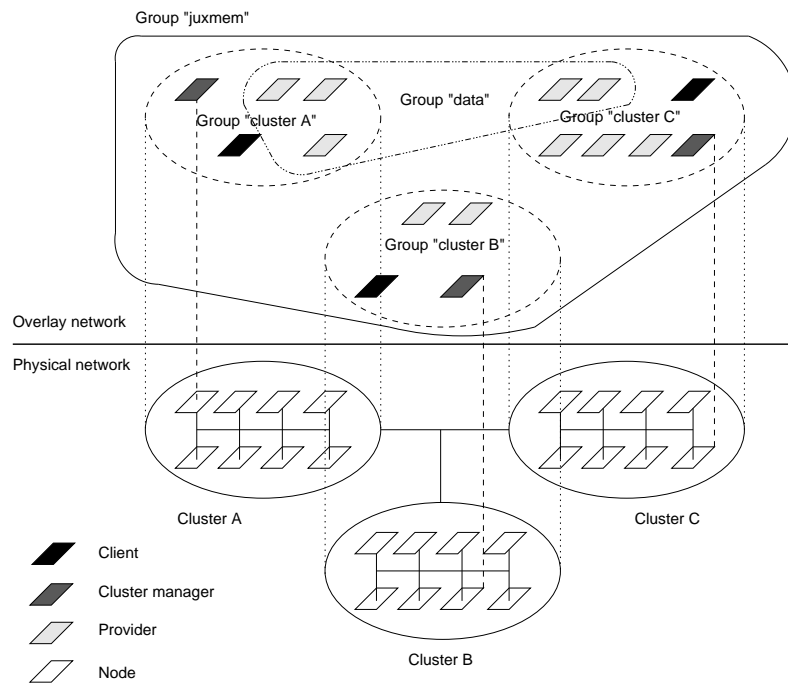 Group "juxmem"
Group "data"
Group "cluster A"
Group "cluster C"
Group "cluster B"
Overlay network
Physical network
Cluster A
Cluster C
Cluster B
Client
Cluster manager
Provider
Node